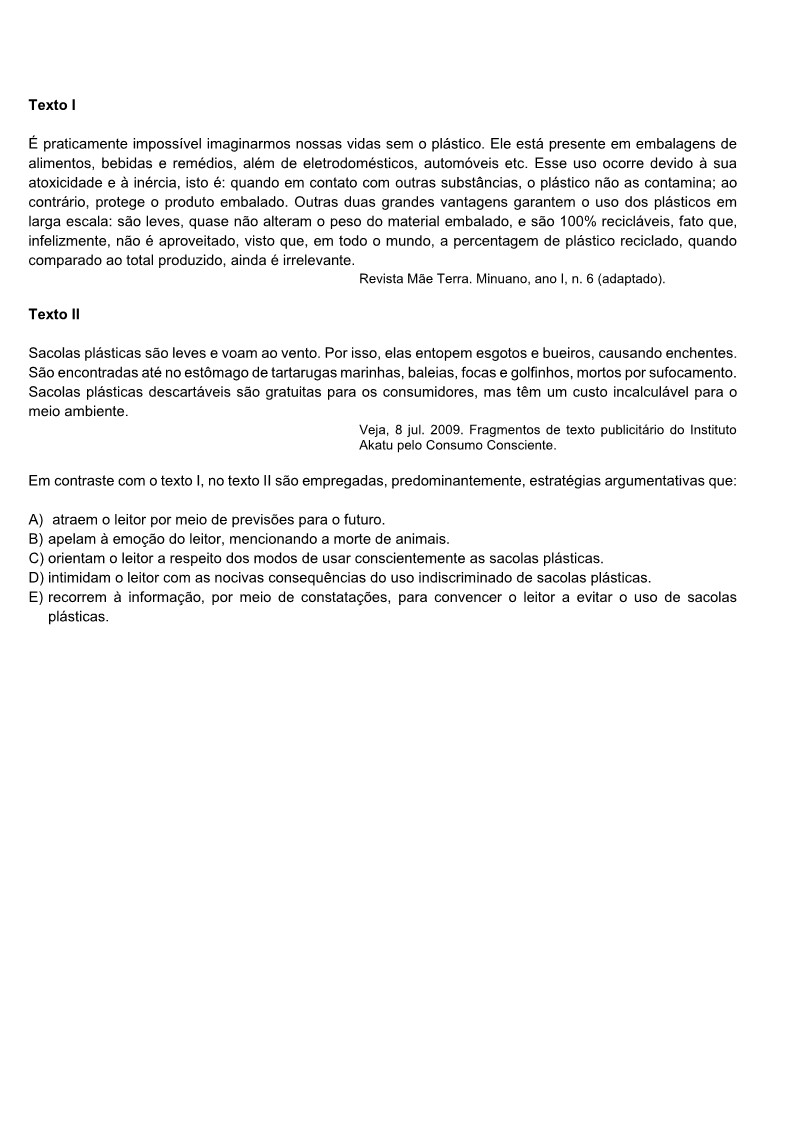 Texto I
É praticamente impossível imaginarmos nossas vidas sem o plástico. Ele está presente em embalagens de
alimentos, bebidas e remédios, além de eletrodomésticos, automóveis etc. Esse uso ocorre devido à sua
atoxicidade e à inércia, isto é: quando em contato com outras substâncias, o plástico não as contamina; ao
contrário, protege o produto embalado. Outras duas grandes vantagens garantem o uso dos plásticos em
larga escala: são leves, quase não alteram o peso do material embalado, e são 100% recicláveis, fato que,
infelizmente, não é aproveitado, visto que, em todo o mundo, a percentagem de plástico reciclado, quando
comparado ao total produzido, ainda é irrelevante.
Revista Mãe Terra. Minuano, ano I, n. 6 (adaptado).
Texto II
Sacolas plásticas são leves e voam ao vento. Por isso, elas entopem esgotos e bueiros, causando enchentes.
São encontradas até no estômago de tartarugas marinhas, baleias, focas e golfinhos, mortos por sufocamento.
Sacolas plásticas descartáveis são gratuitas para os consumidores, mas têm um custo incalculável para o
meio ambiente.
Veja, 8 jul. 2009. Fragmentos de texto publicitário do Instituto
Akatu pelo Consumo Consciente.
Em contraste com o texto I, no texto II são empregadas, predominantemente, estratégias argumentativas que:
A) atraem o leitor por meio de previsões para o futuro.
B) apelam à emoção do leitor, mencionando a morte de animais.
C) orientam o leitor a respeito dos modos de usar conscientemente as sacolas plásticas.
D) intimidam o leitor com as nocivas consequências do uso indiscriminado de sacolas plásticas.
E) recorrem à informação, por meio de constatações, para convencer o leitor a evitar o uso de sacolas
plásticas.